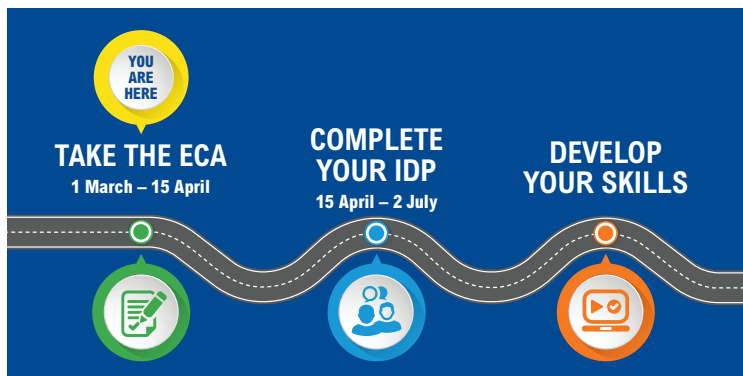 YOU
ARE
HERE
TAKE THE ECA
1 March – 15 April
COMPLETE
YOUR IDP
15 April – 2 July
DEVELOP
YOUR SKILLS